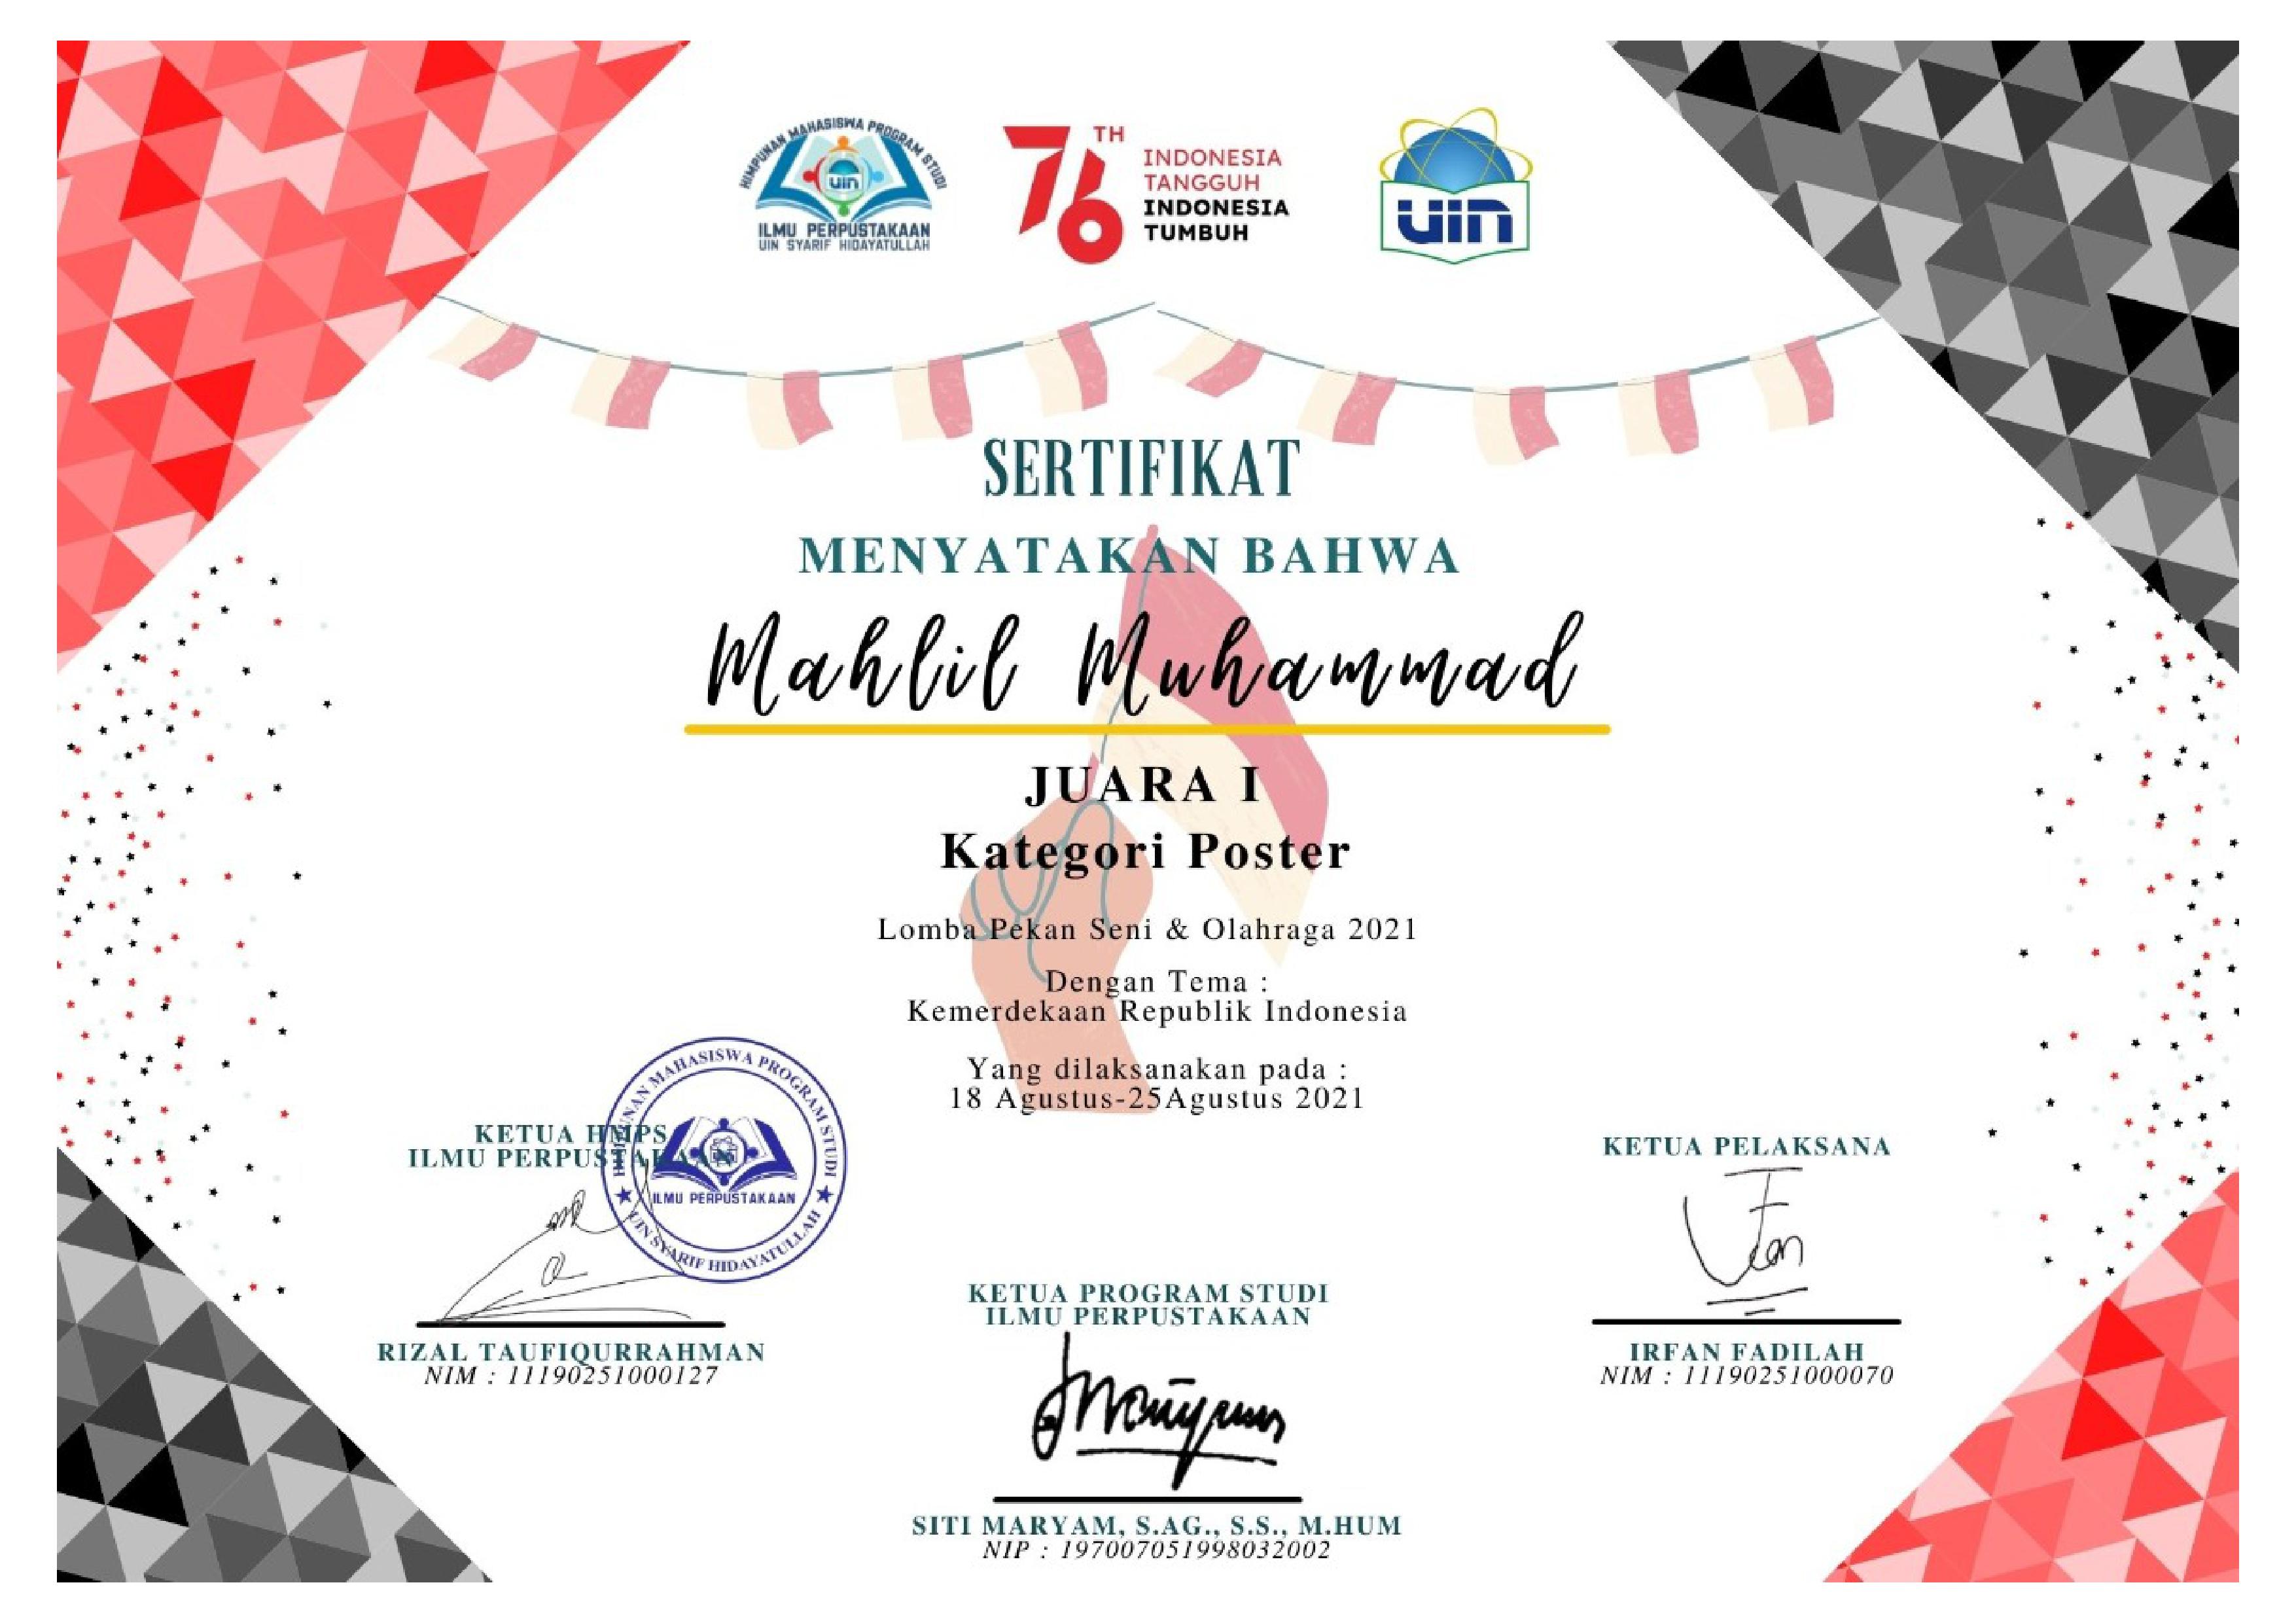 HIMPUNAN MAHASISWA PROGRAM STUDI
uin
ILMU PERPUSTAKAAN
UIN SYARIF HIDAYATULLAH
76 TH
INDONESIA
TANGGUH
INDONESIA
TUMBUH
uin
SERTIFIKAT
MENYATAKAN BAHWA
Mahlil Muhammad
JUARA I
Kategori Poster
Lomba Pekan Seni & Olahraga 2021
Dengan Tema :
Kemerdekaan Republik Indonesia
Yang dilaksanakan pada :
18 Agustus-25Agustus 2021
KETUA HMPS
ILMU PERPUSTAKAAN
HIMPUNAN MAHASISWA PROGRAM STUDI
ILMU PERPUSTAKAAN
UIN SYARIF HIDAYATULLAH
RIZAL TAUFIQURRAHMAN
NIM : 11190251000127
KETUA PROGRAM STUDI
ILMU PERPUSTAKAAN
SITI MARYAM, S.AG., S.S., M.HUM
NIP : 197007051998032002
KETUA PELAKSANA
IRFAN FADILAH
NIM : 11190251000070